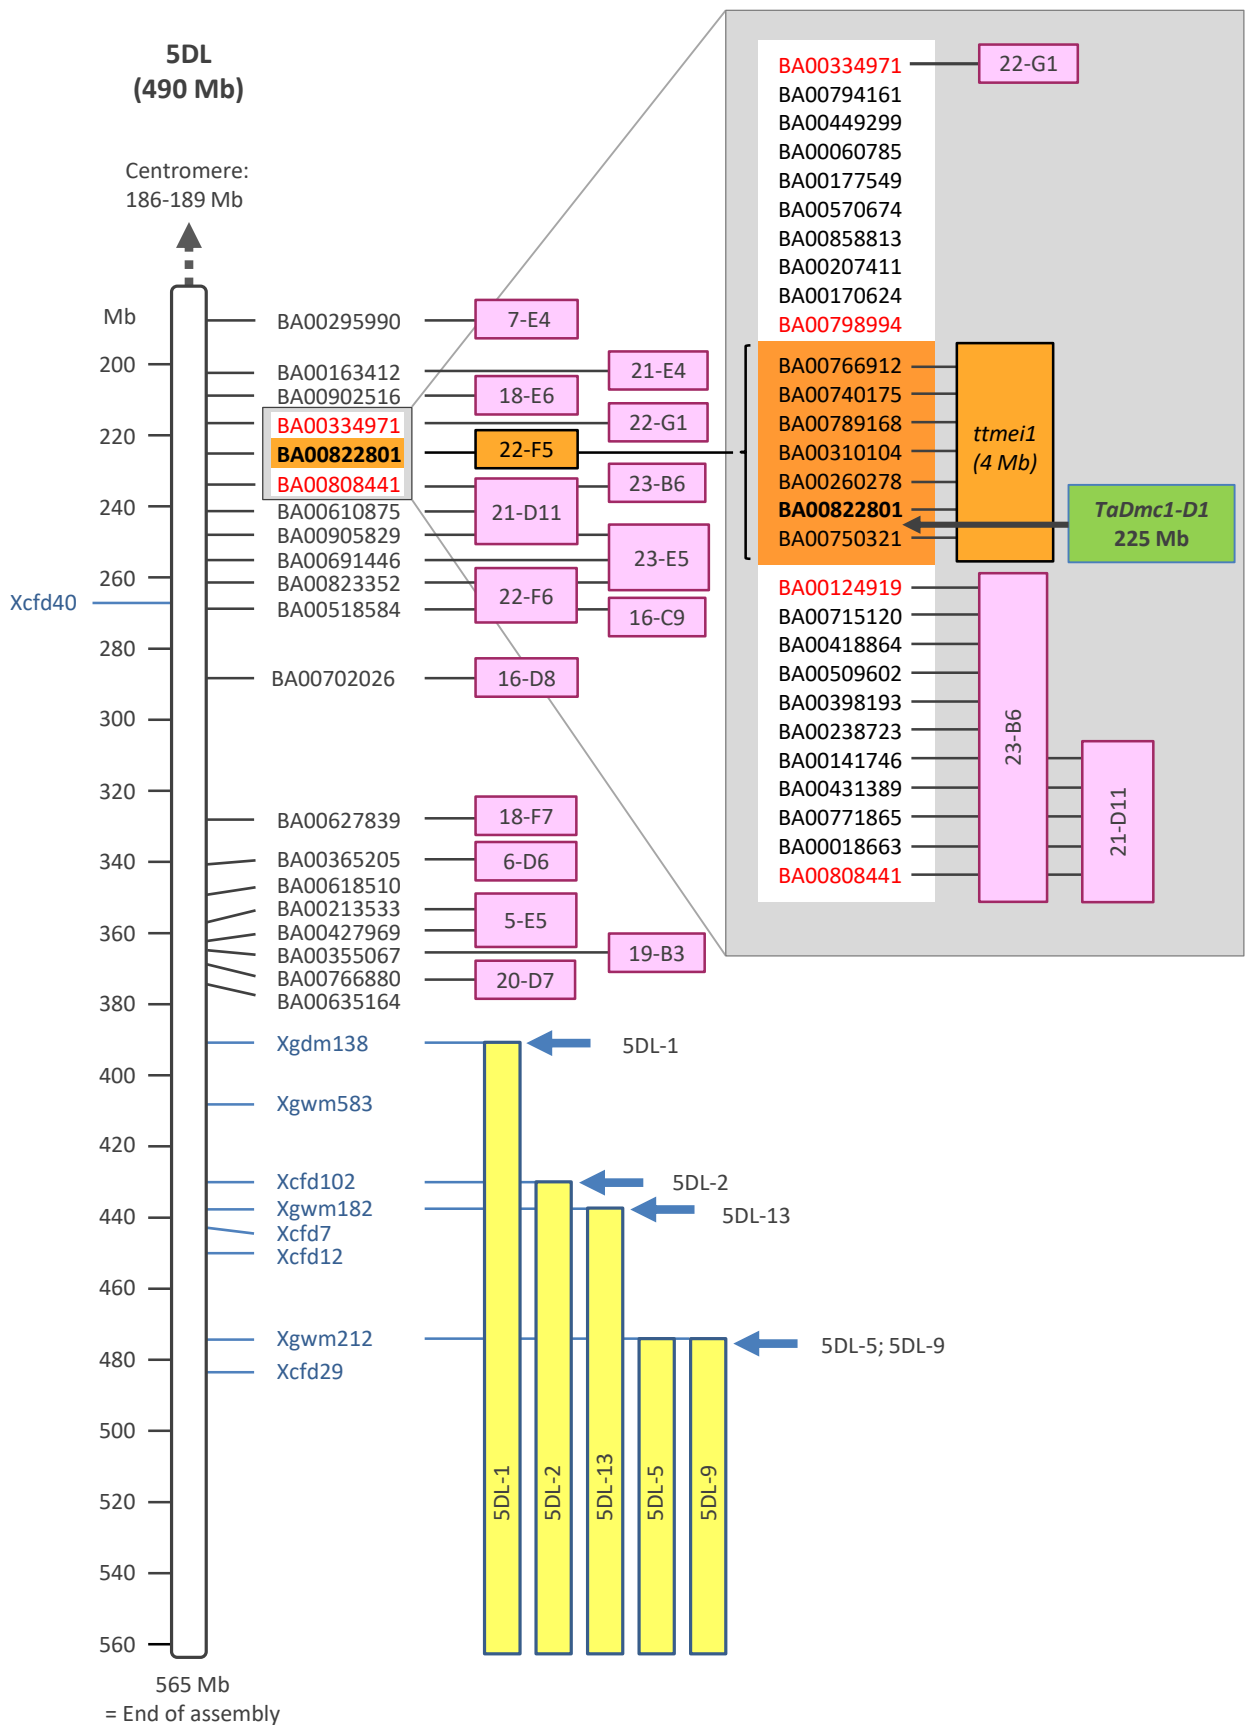 5DL
(490 Mb)
Centromere:
186-189 Mb
Mb
200
220
240
260
280
300
320
340
360
380
400
420
440
460
480
500
520
540
560
565 Mb
= End of assembly
Xcfd40
BA00295990
BA00163412
BA00902516
BA00334971
BA00822801
BA00808441
BA00610875
BA00905829
BA00691446
BA00823352
BA00518584
BA00702026
BA00627839
BA00365205
BA00618510
BA00213533
BA00427969
BA00355067
BA00766880
BA00635164
Xgdm138
Xgwm583
Xcfd102
Xgwm182
Xcfd7
Xcfd12
Xgwm212
Xcfd29
7-E4
21-E4
18-E6
22-G1
22-F5
23-B6
21-D11
23-E5
22-F6
16-C9
16-D8
18-F7
6-D6
5-E5
19-B3
20-D7
5DL-1
5DL-2
5DL-13
5DL-5; 5DL-9
5DL-1
5DL-2
5DL-13
5DL-5
5DL-9
BA00334971
BA00794161
BA00449299
BA00060785
BA00177549
BA00570674
BA00858813
BA00207411
BA00170624
BA00798994
BA00766912
BA00740175
BA00789168
BA00310104
BA00260278
BA00822801
BA00750321
BA00124919
BA00715120
BA00418864
BA00509602
BA00398193
BA00238723
BA00141746
BA00431389
BA00771865
BA00018663
BA00808441
22-G1
ttmei1
(4 Mb)
TaDmc1-D1
225 Mb
23-B6
21-D11